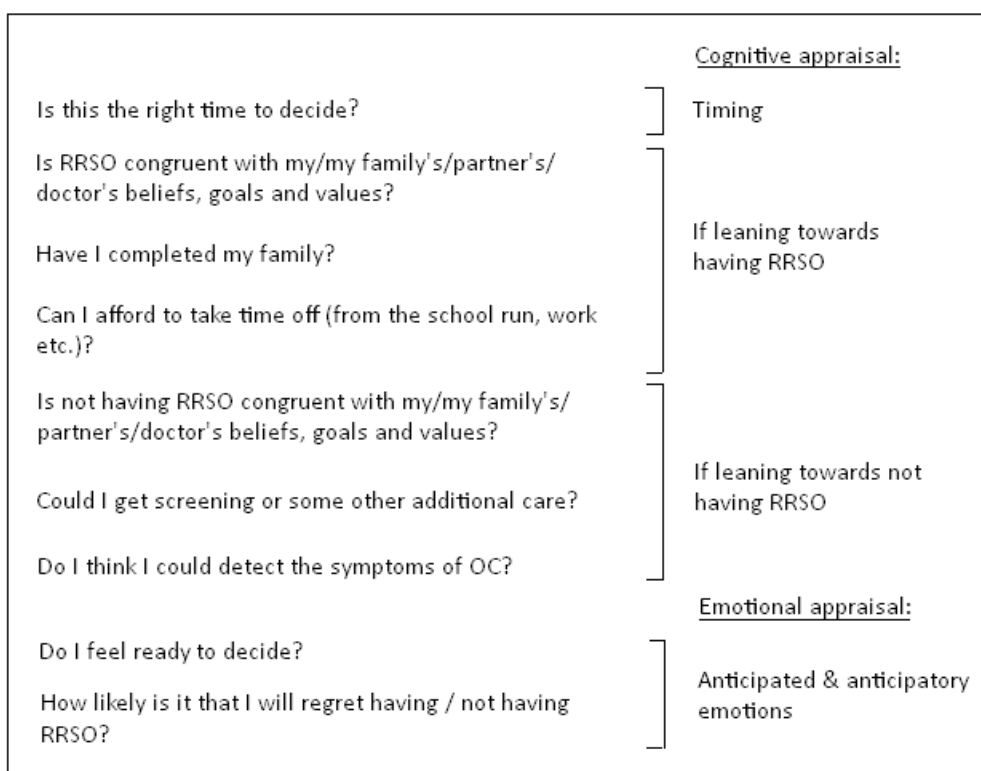 Cognitive appraisal:
Is this the right time to decide?
Timing
Is RRSO congruent with my/my family's/partner's/
doctor's beliefs, goals and values?
Have I completed my family?
If leaning towards
having RRSO
Can I afford to take time off (from the school run, work
etc.)?
Is not having RRSO congruent with my/my family's/
partner's/doctor's beliefs, goals and values?
Could I get screening or some other additional care?
If leaning towards not
having RRSO
Do I think I could detect the symptoms of OC?
Emotional appraisal:
Do I feel ready to decide?
How likely is it that I will regret having / not having
RRSO?
Anticipated & anticipatory
emotions